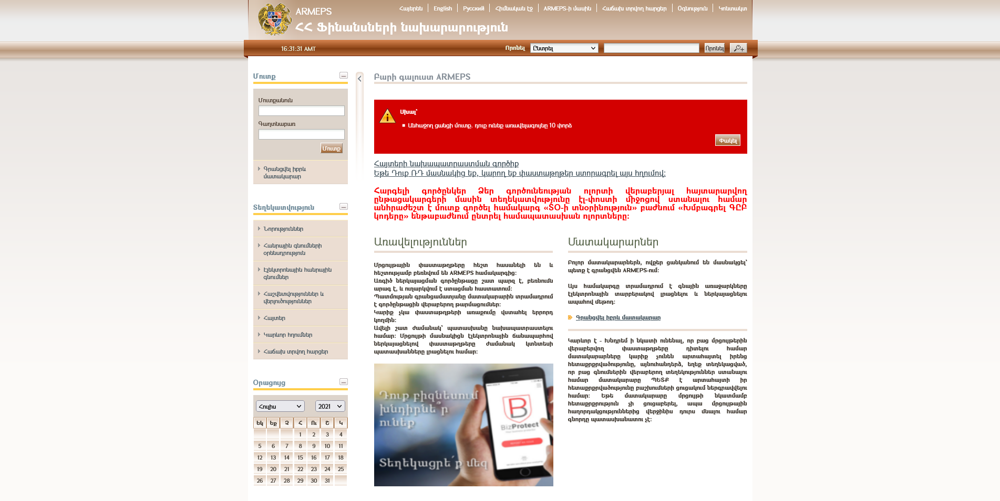 ARMEPS
ՀՀ Ֆինանսների նախարարություն
Հայերեն
English
Русский
Հիմնական էջ
ARMEPS-ի մասին
Հաճախ տրվող հարցեր
Օգնություն
Կոնտակտ
16:31:31 AMT
Որոնել
Ընտրել
Որոնել
Մուտք
Մուտքանուն
Գաղտնաբառ
Մուտք
Գրանցվել իբրև
մատակարար
Տեղեկատվություն
Նորություններ
Հանրային գնումների
օրենսդրություն
Էլեկտրոնային հանրային
գնումներ
Հաշվետվություններ և
վերլուծություններ
Հայտեր
Կարևոր հղումներ
Հաճախ տրվող հարցեր
Օրացույց
Հուլիս 2021
Եկ Եք Չ Հ Ու Շ Կ
1 2 3 4
5 6 7 8 9 10 11
12 13 14 15 16 17 18
19 20 21 22 23 24 25
26 27 28 29 30 31
Բարի գալուստ ARMEPS
Սխալ՝
Անհաջող ցանցի մուտք. դուք ունեք առավելագույնը 10 փորձ
Փակել
Հայտերի նախապատրաստման գործիք
Եթե Դուք ՌԴ մասնակից եք, կարող եք փաստաթղթեր ստորագրել այս հղումով:
Հարգելի գործընկեր Ձեր գործունեության ոլորտի վերաբերյալ հայտարարվող
ընթացակարգերի մասին տեղեկատվությունը էլ-փոստի միջոցով ստանալու համար
անհրաժեշտ է մուտք գործել համակարգ «ՏՕ-ի տնօրինություն» բաժնում «Խմբագրել ԳԸԲ
կոդերը» ենթաբաժնում ընտրել համապատասխան ոլորտները:
Առավելություններ
Մրցույթային փաստաթղթերը հեշտ հասանելի են և
հեշտությամբ բեռնվում են ARMEPS համակարգից:
Առգիծ ներկայացման գործընթացը շատ պարզ է, բեռնումն
արագ է, և ուղարկվում է ստացման հաստատում:
Պատմության գրանցամատյանը մատակարարին տրամադրում
է գործընթացին վերաբերող թարմացումներ:
Կարիք չկա փաստաթղթերի առաքումը վստահել երրորդ
կողմին:
Ավելի շատ ժամանակ՝ պատասխանը նախապատրաստելու
համար: Մրցույթի մասնակիցն էլեկտրոնային ճանապարհով
ներկայացնելով փաստաթղթերը ժամանակ կտնտեսի
պատասխանները լրացնելու համար:
Դուք բիզնեսում
խնդիրնե՞ր
ունեք
BizProtect
Տեղեկացրե՛ք մեզ
Մատակարարներ
Բոլոր մատակարարներն, ովքեր ցանկանում են մասնակցել՝
պետք է գրանցվեն ARMEPS-ում:
Այս համակարգը տրամադրում է գնային առաջարկները
էլեկտրոնային տարբերակով լրացնելու և ներկայացնելու
ապահով մեթոդ:
Գրանցվել իբրև մատակարար
Կարևոր է - Խնդրեմ ի նկատի ունենալ, որ բաց մրցույթերին
վերաբերվող փաստաթղթերը դիտելու համար
մատակարարները կարիք չունեն արտահայտել իրենց
հետաքրքրվածությունը, այնուհանդերձ, եղեք տեղեկացված,
որ բաց գնումներին վերաբերող տեղեկություններ ստանալու
համար մատակարարը ՊԵՏՔ է արտահայտի իր
հետաքրքրվածությունը բաշխումների ցուցակում ներգրավվելու
համար: Եթե մատակարարը մրցույթի նկատմամբ
հետաքրքրություն չի ցուցաբերել, ապա մրցույթային
հաղորդակցություններից վերջինիս դուրս մնալու համար
գնորդը պատասխանատու չէ: